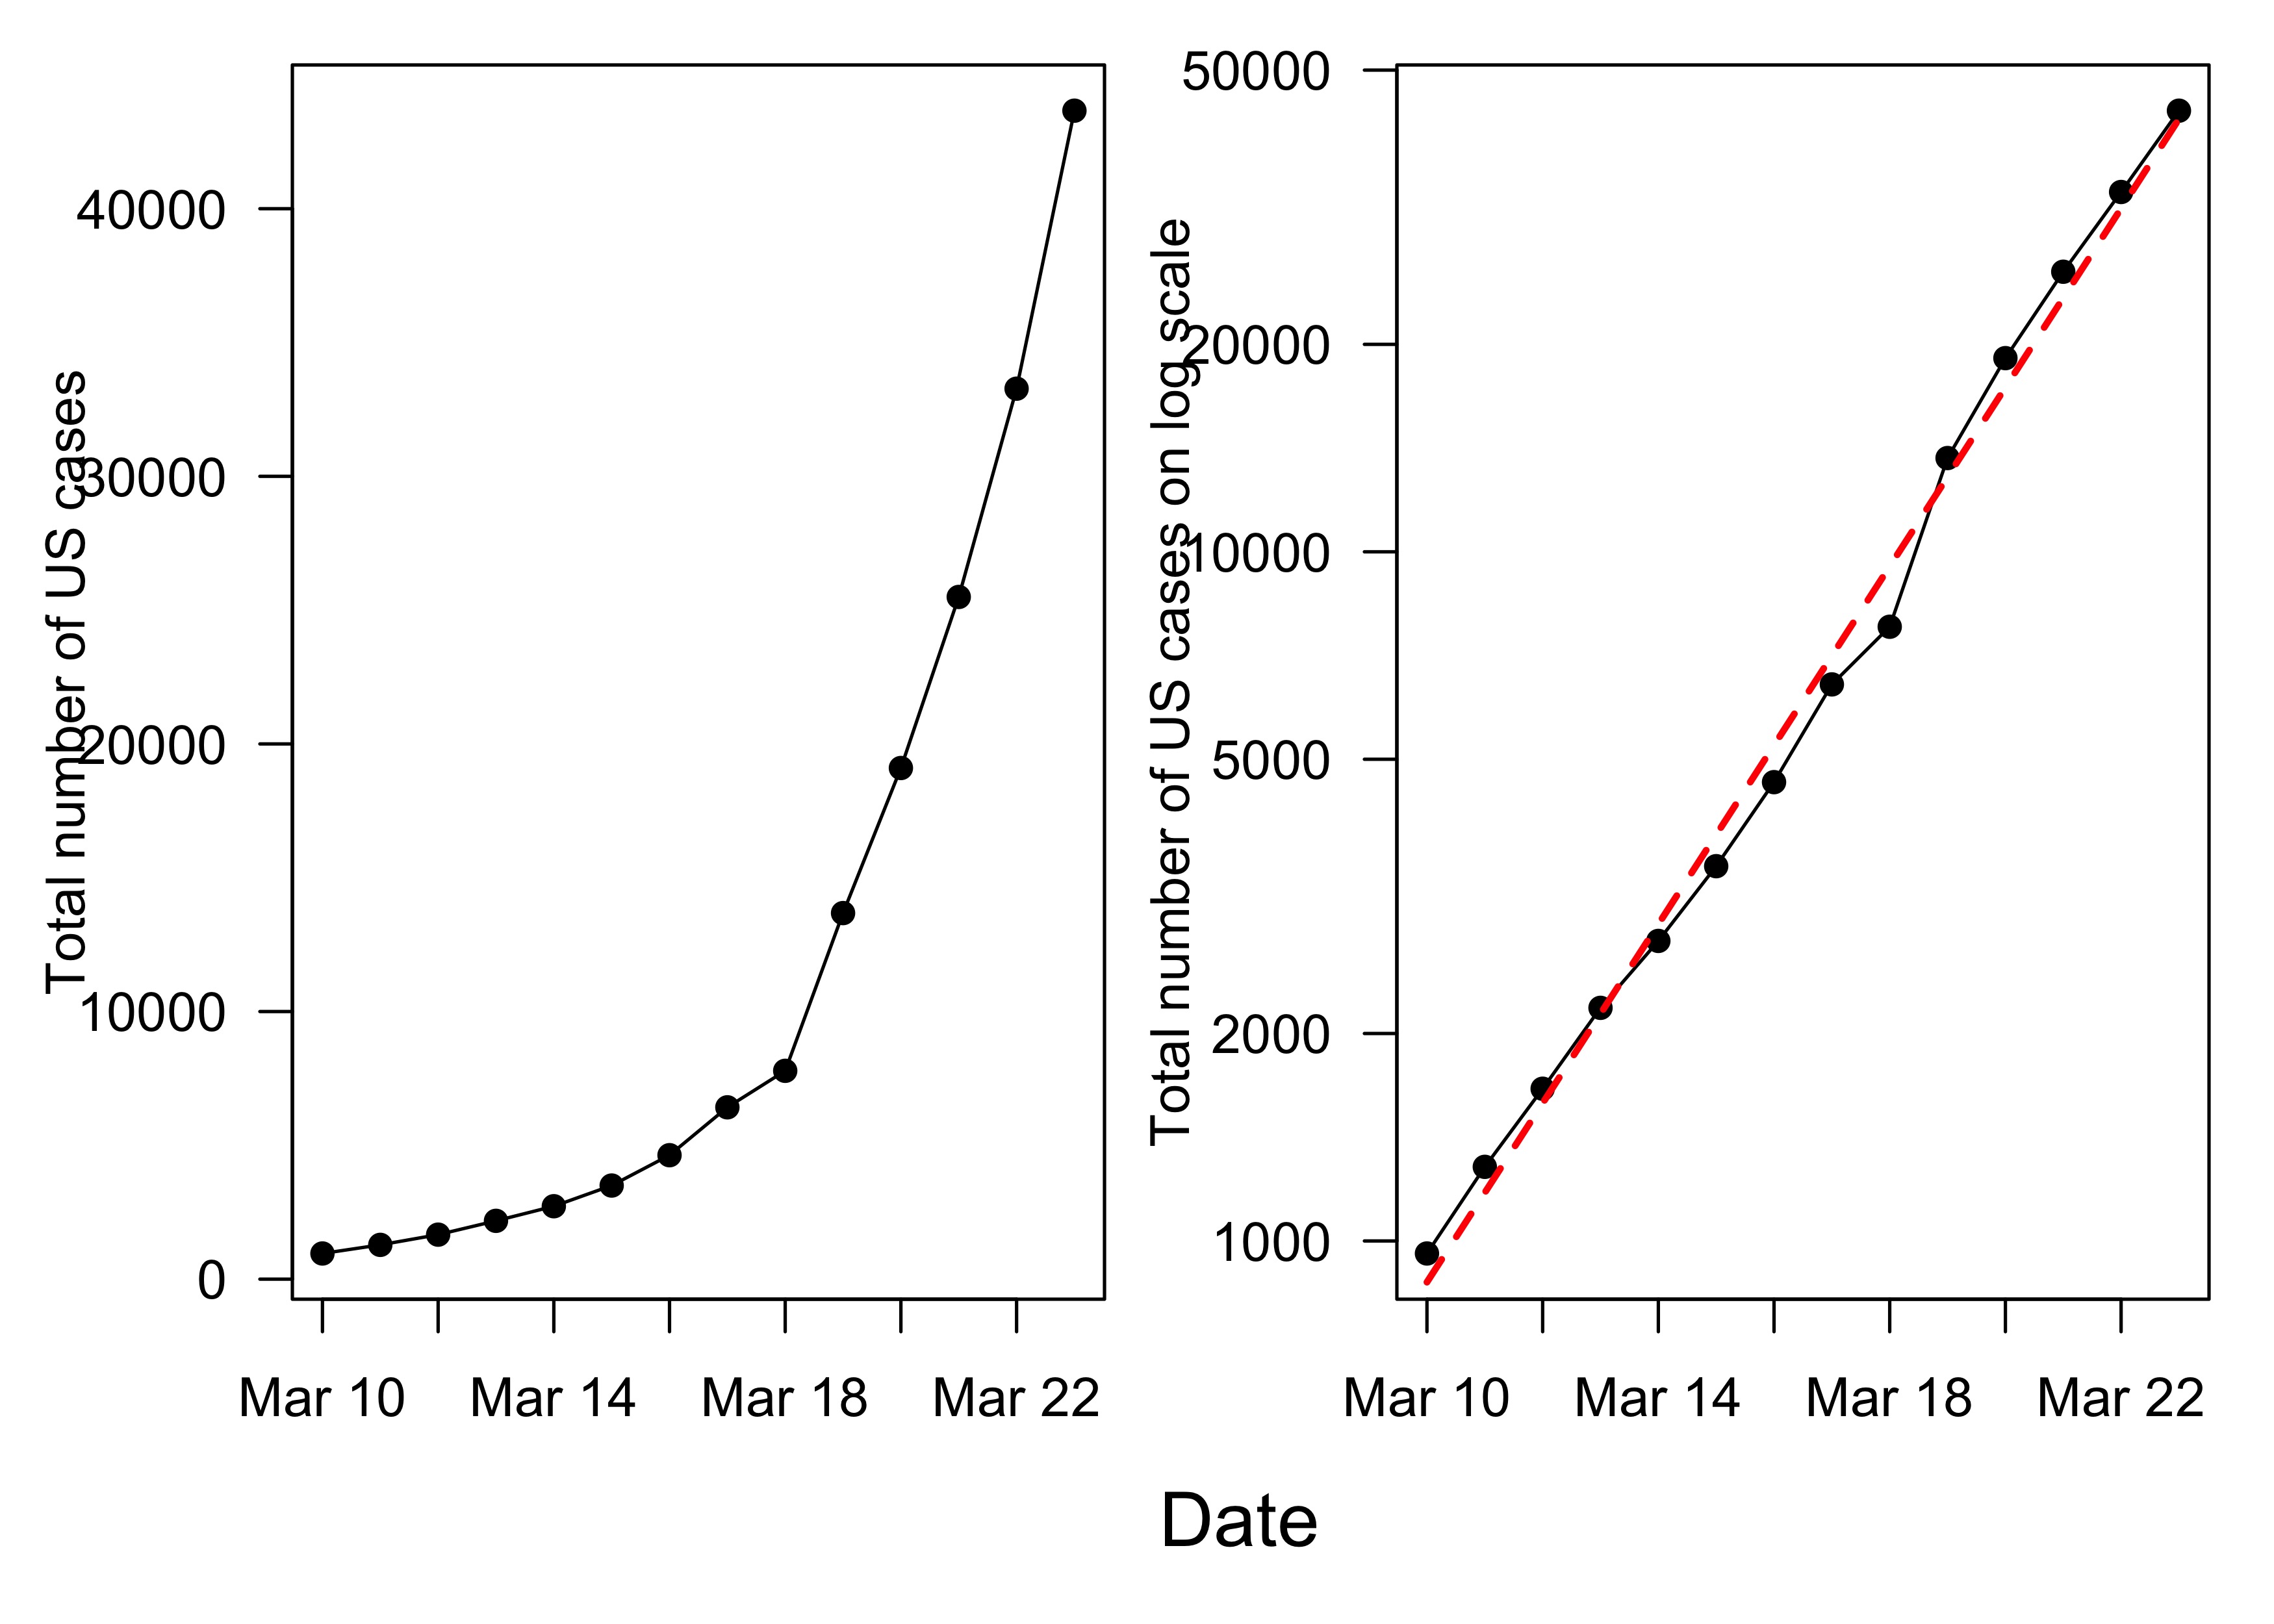 Total number of US cases
40000
30000
20000
10000
0
Mar 10
Mar 14
Mar 18
Mar 22
Total number of US cases on log scale
50000
20000
10000
5000
2000
1000
Mar 10
Mar 14
Mar 18
Mar 22
Date